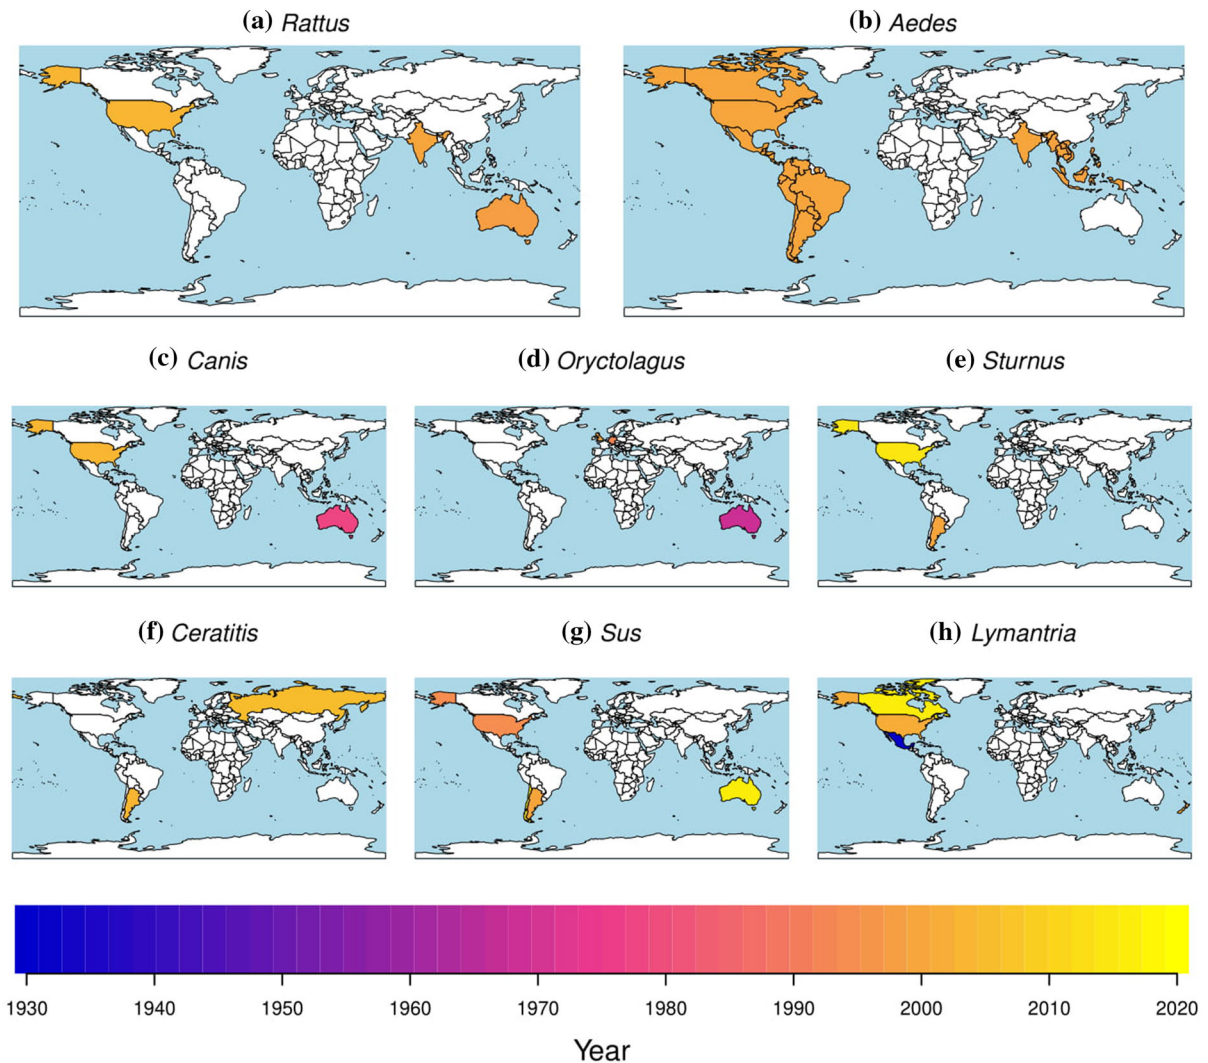 (a) Rattus
(b) Aedes
(c) Canis
(d) Oryctolagus
(e) Sturnus
(f) Ceratitis
(g) Sus
(h) Lymantria
1930 1940 1950 1960 1970 1980 1990 2000 2010 2020
Year